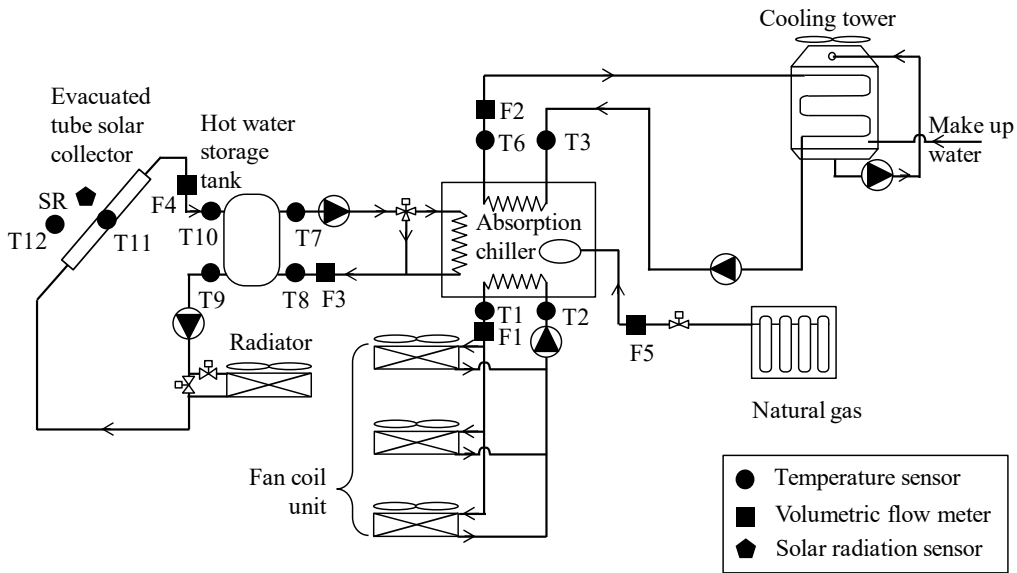 Cooling tower
Evacuated
tube solar
collector
Hot water
storage
tank
F2
T6
T3
Make up
water
SR
F4
T12
T11
T10
T7
Absorption
chiller
T9
T8
F3
T1
T2
F1
F5
Radiator
Natural gas
Fan coil
unit
Temperature sensor
Volumetric flow meter
Solar radiation sensor